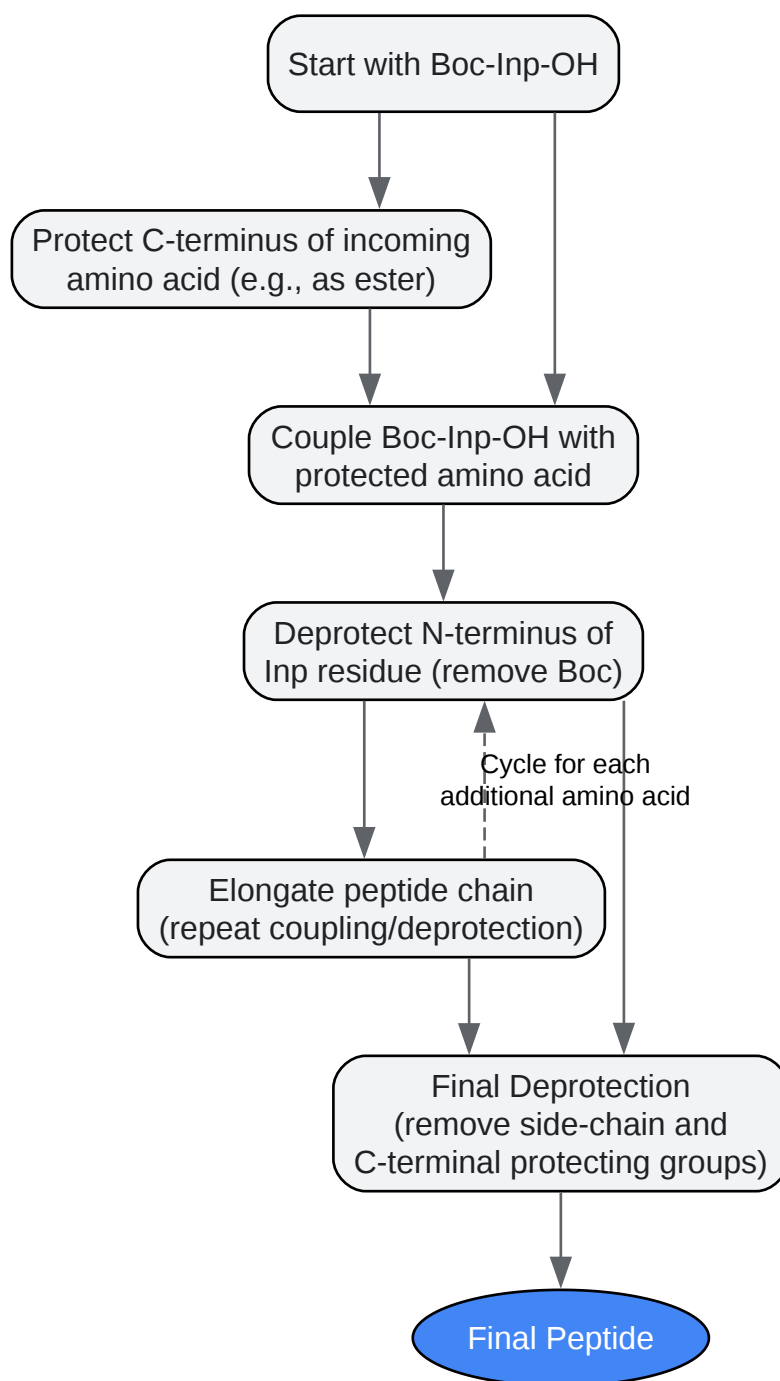 Start with Boc-Inp-OH
Protect C-terminus of incoming
amino acid (e.g., as ester)
Couple Boc-Inp-OH with
protected amino acid
Deprotect N-terminus of
Inp residue (remove Boc)
Cycle for each
additional amino acid
Elongate peptide chain
(repeat coupling/deprotection)
Final Deprotection
(remove side-chain and
C-terminal protecting groups)
Final Peptide